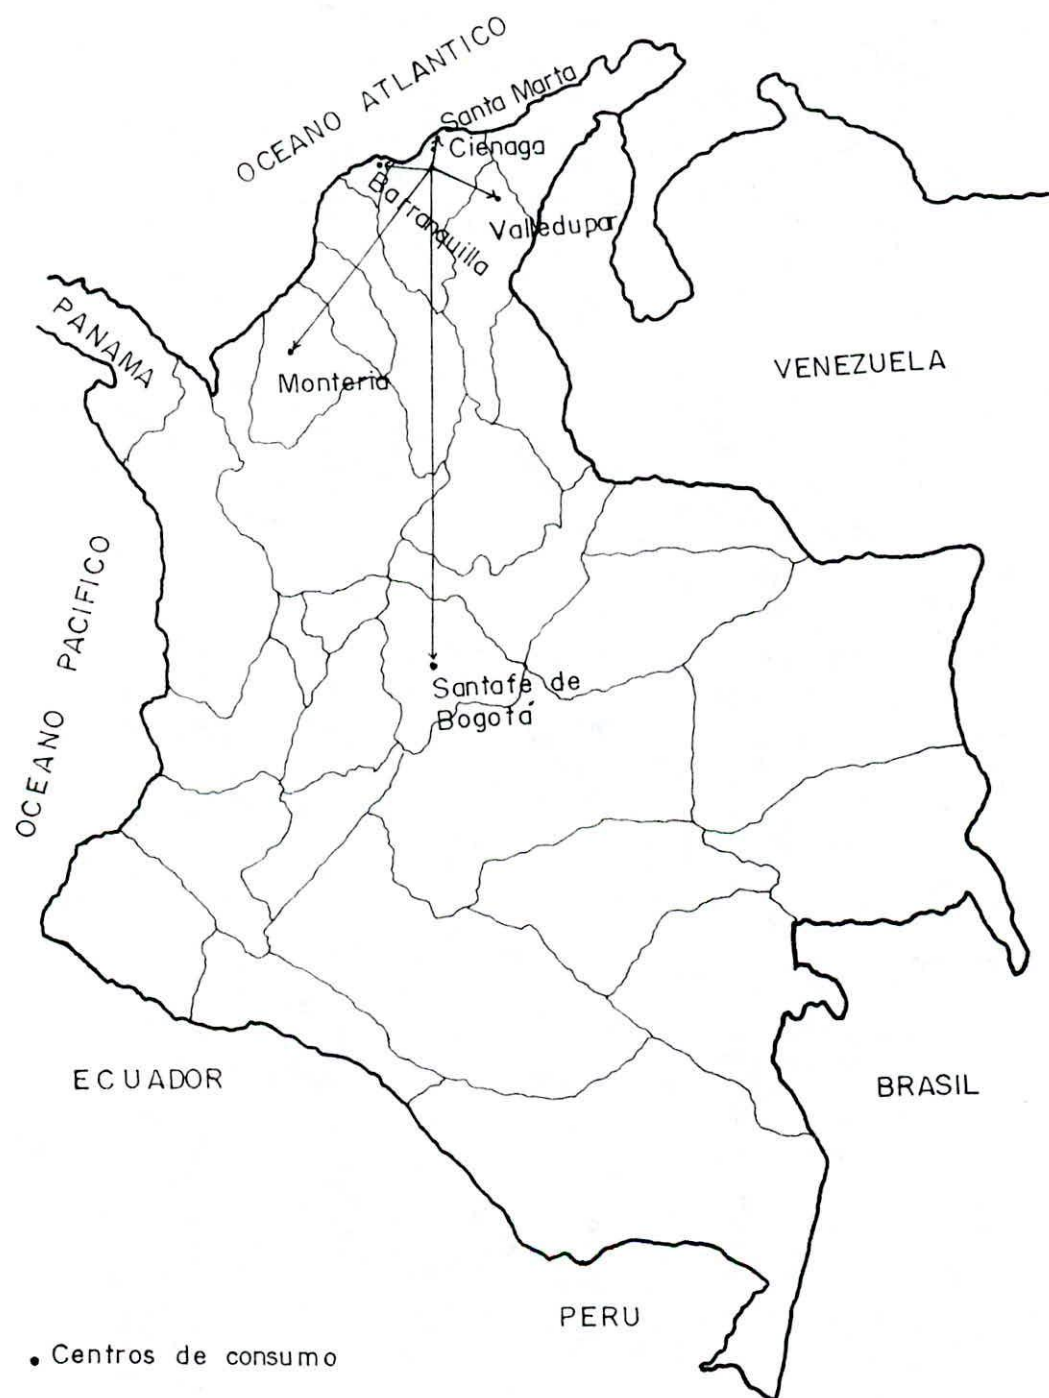 OCEANO ATLANTICO
Santa Marta
Cienaga
Barranquilla
Valledupar
PANAMA
Monteria
VENEZUELA
OCEANO PACIFICO
Santafé de
Bogotá
ECUADOR
BRASIL
PERU
. Centros de consumo